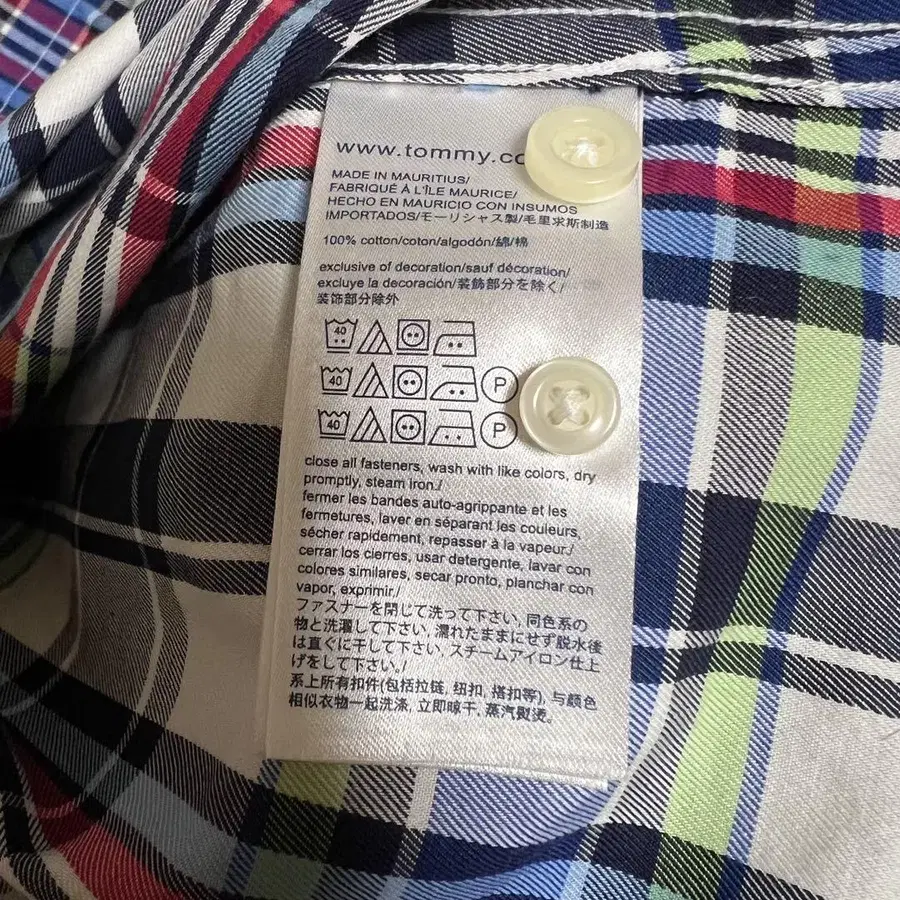 www.tommy.co
MADE IN MAURITIUS/
FABRIQUÉ À L'ÎLE MAURICE/
HECHO EN MAURICIO CON INSUMOS
IMPORTADOS/モーリシャス製/毛里求斯制造
100% cotton/coton/algodón/綿/棉
exclusive of decoration/sauf décoration/
excluye la decoración/装飾部分を除く/
装饰部分除外
40
40 P
40 P
close all fasteners, wash with like colors, dry
promptly, steam iron./
fermer les bandes auto-agrippante et les
fermetures, laver en séparant les couleurs,
sécher rapidement, repasser à la vapeur./
cerrar los cierres, usar detergente, lavar con
colores similares, secar pronto, planchar con
vapor, exprimir./
ファスナーを閉じて洗って下さい, 同色系の
物と洗濯して下さい, 濡れたままにせず脱水後
は直ぐに干して下さい, スチームアイロン仕上
げをして下さい。/
系上所有扣件(包括拉链, 纽扣, 搭扣等), 与颜色
相似衣物一起洗涤, 立即晾干, 蒸汽熨烫。